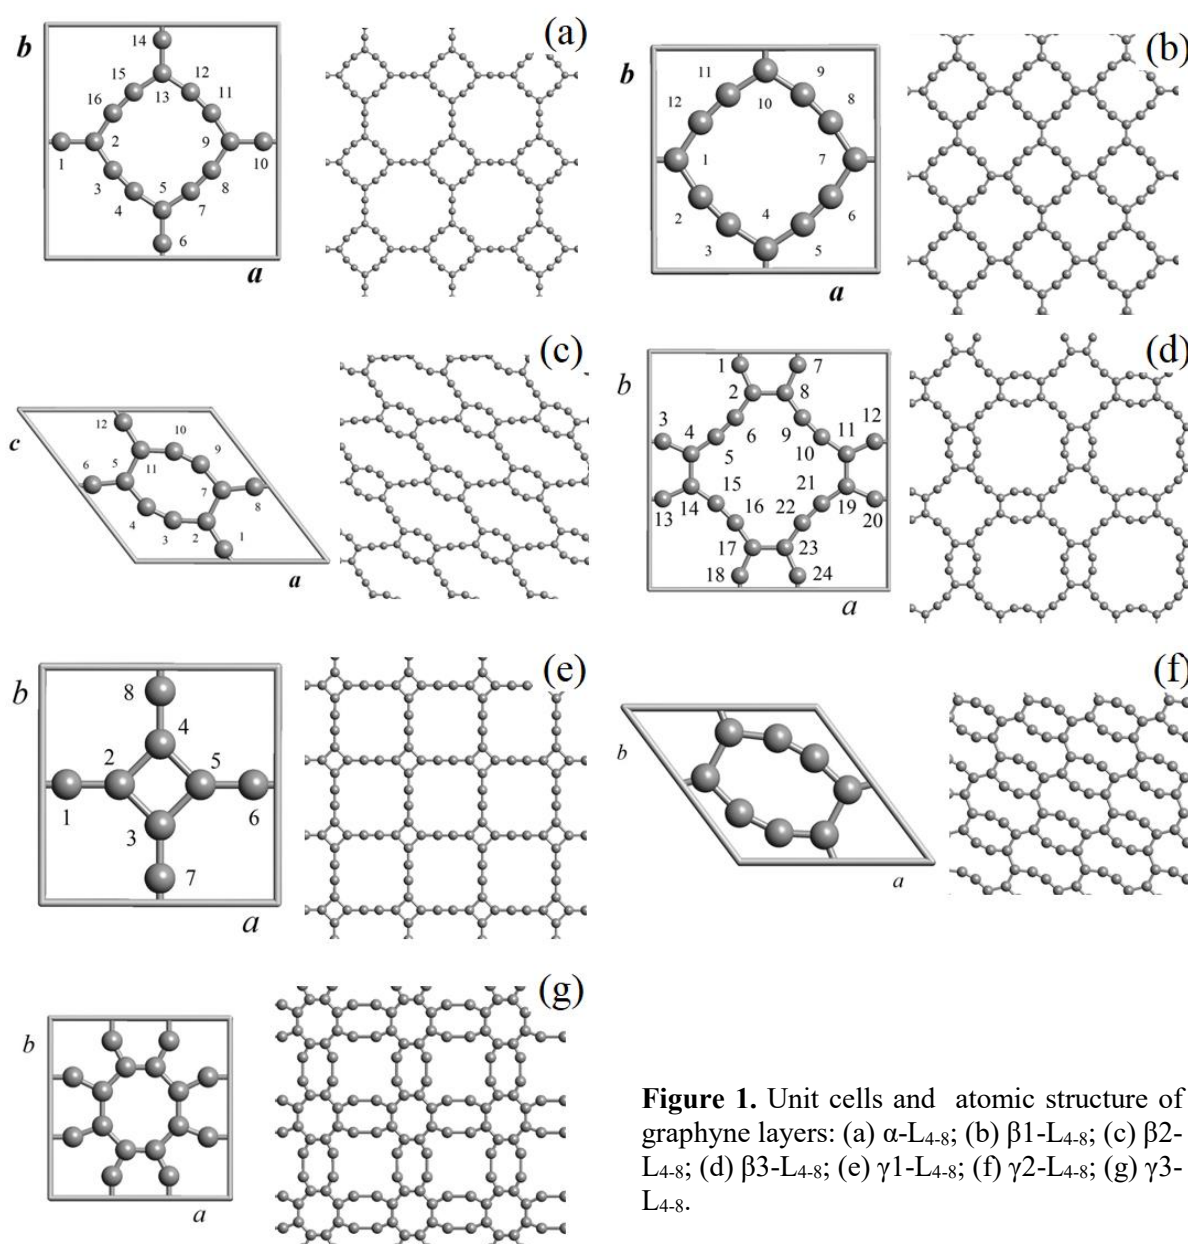 (a)
b
14
15 12
16 13 11
2 9
1 10
3 5 8
4 7
6
a
(b)
b
11 9
12 10 8
1 7
2 4 6
3 5
a
(c)
12
10
c
9
6 5 11
7
8
4
3 2 1
a
(d)
1 7
b 2 8
3 4 6 9 11 12
5 10
15 21
13 14 16 22 19 20
17 23
18 24
a
(e)
b 8
4
2 5
1 6
3
7
a
(f)
b
a
(g)
b
a
Figure 1. Unit cells and atomic structure of
graphyne layers: (a) α-L4-8; (b) β1-L4-8; (c) β2-
L4-8; (d) β3-L4-8; (e) γ1-L4-8; (f) γ2-L4-8; (g) γ3-
L4-8.